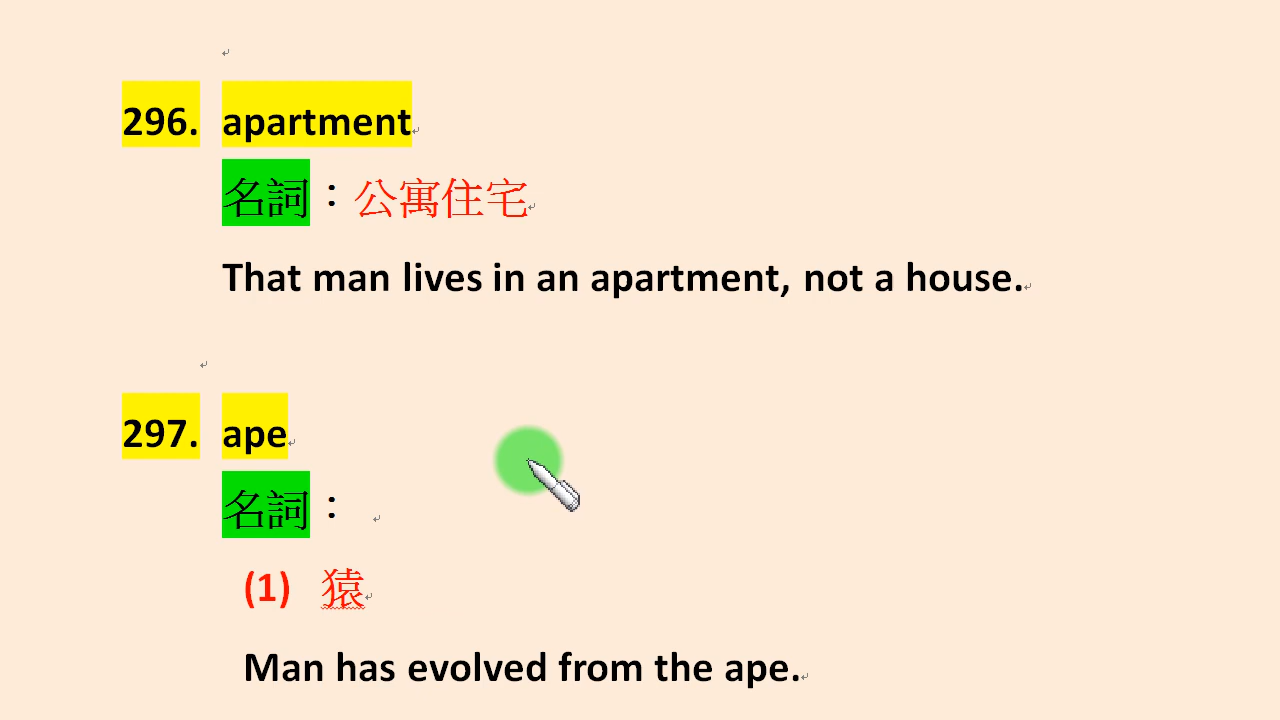 296. apartment
名詞：公寓住宅
That man lives in an apartment, not a house.
297. ape
名詞：
(1) 猿
Man has evolved from the ape.